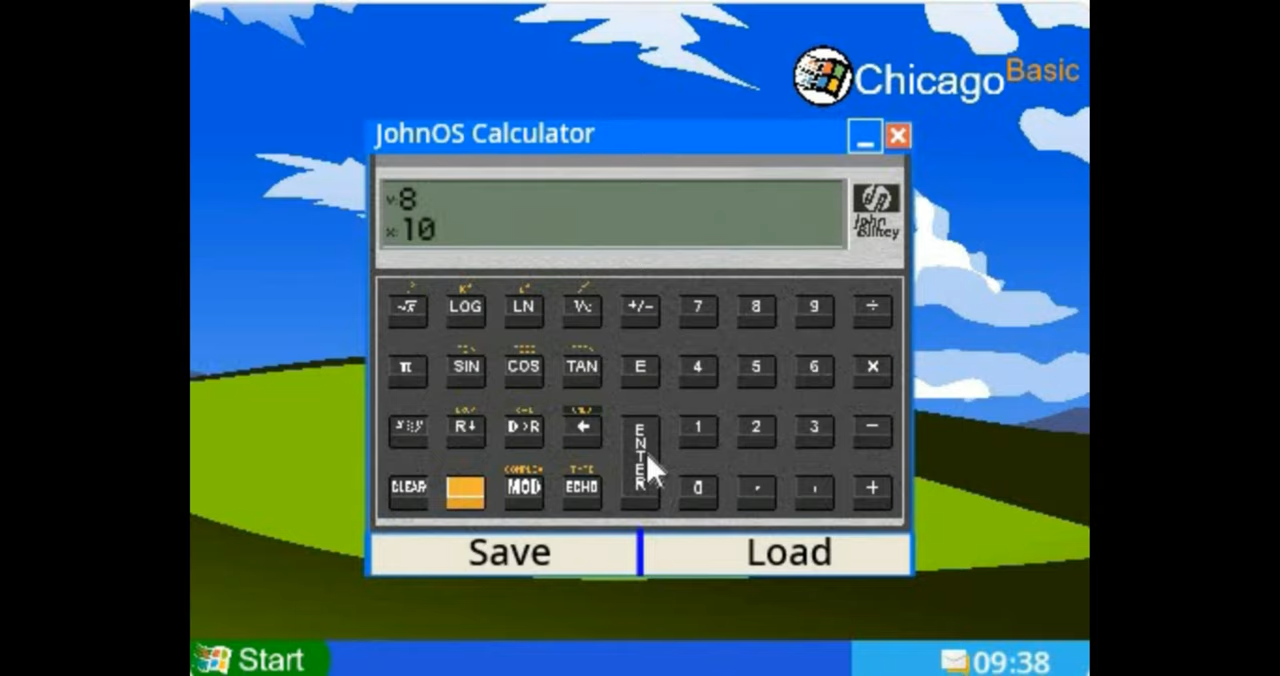 Chicago Basic
JohnOS Calculator
Y: 8
X: 10
LOG LN +/- 7 8 9 ÷
π SIN COS TAN E 4 5 6 ×
R↓ D>R ← ENTER 1 2 3 −
CLEAR MOD ECHO 0 . , +
COMPLEX
Save Load
Start 09:38